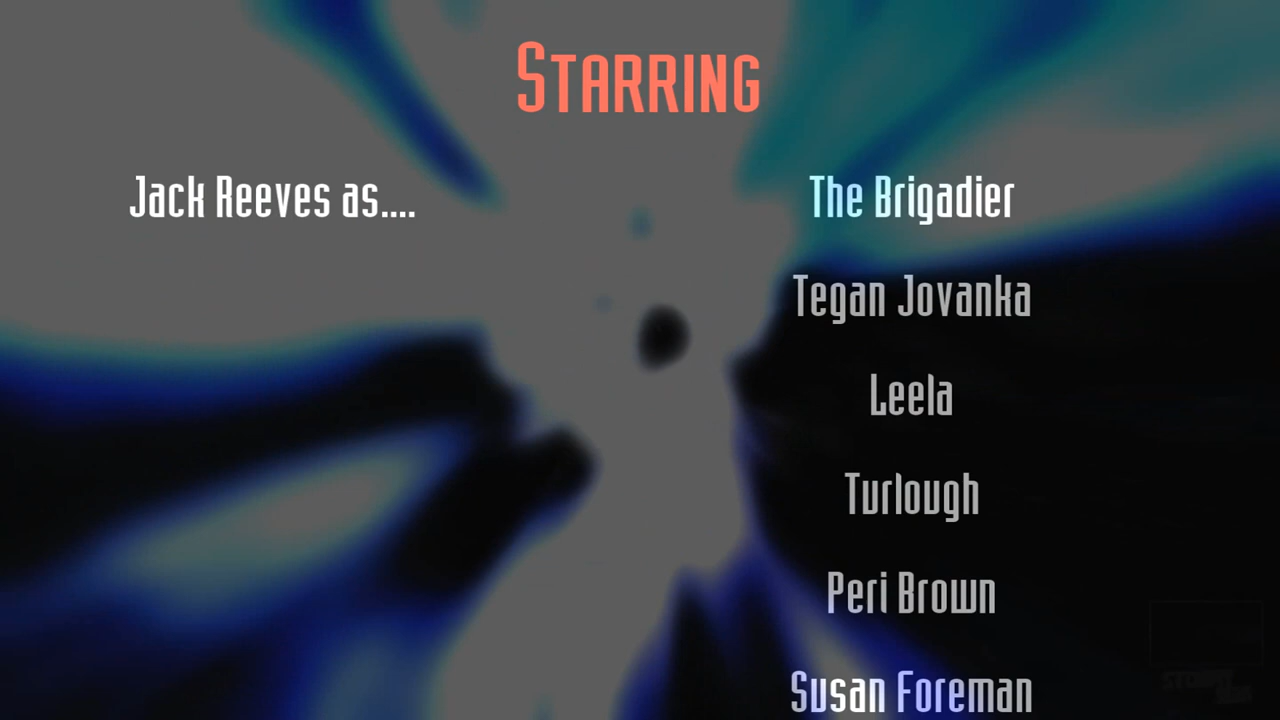 Starring
Jack Reeves as.... The Brigadier
Tegan Jovanka
Leela
Turlough
Peri Brown
Susan Foreman